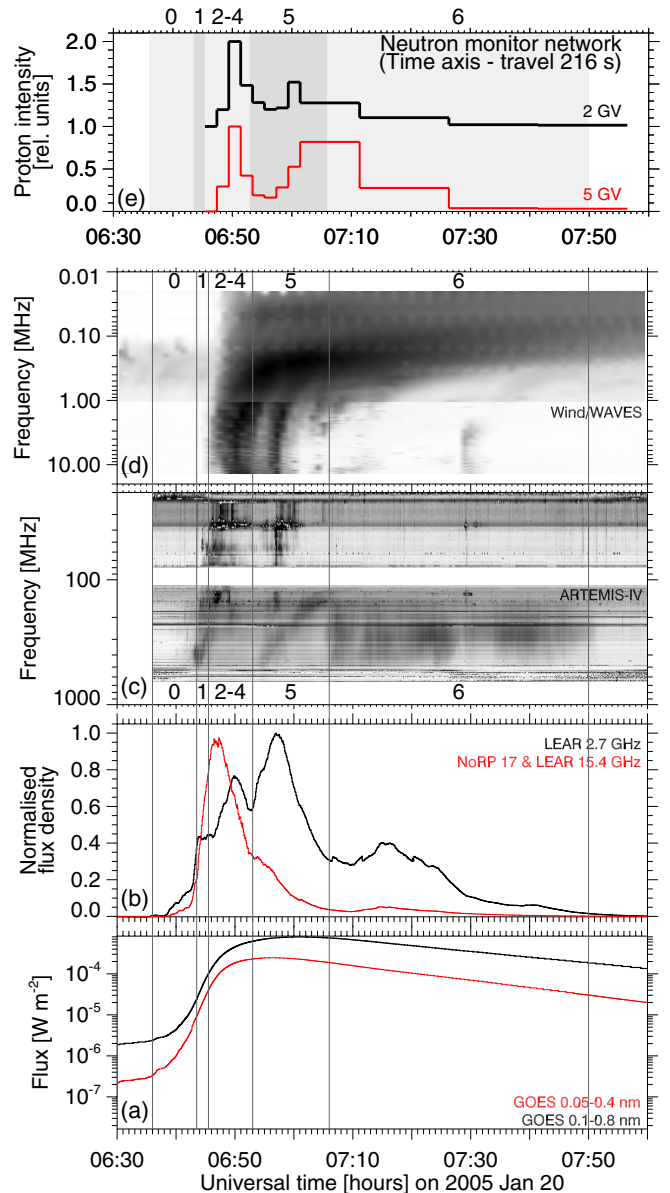 0 1 2-4 5 6
Neutron monitor network
(Time axis - travel 216 s)
Proton intensity
[rel. units]
2.0
1.5
1.0
0.5
0.0
2 GV
5 GV
(e)
06:30 06:50 07:10 07:30 07:50
0 1 2-4 5 6
Frequency [MHz]
0.01
0.10
1.00
10.00
Wind/WAVES
(d)
Frequency [MHz]
100
1000
ARTEMIS-IV
(c)
0 1 2-4 5 6
Normalised
flux density
1.0
0.8
0.6
0.4
0.2
0.0
LEAR 2.7 GHz
NoRP 17 & LEAR 15.4 GHz
(b)
Flux [W m⁻²]
10⁻⁴
10⁻⁵
10⁻⁶
10⁻⁷
(a)
GOES 0.05-0.4 nm
GOES 0.1-0.8 nm
06:30 06:50 07:10 07:30 07:50
Universal time [hours] on 2005 Jan 20